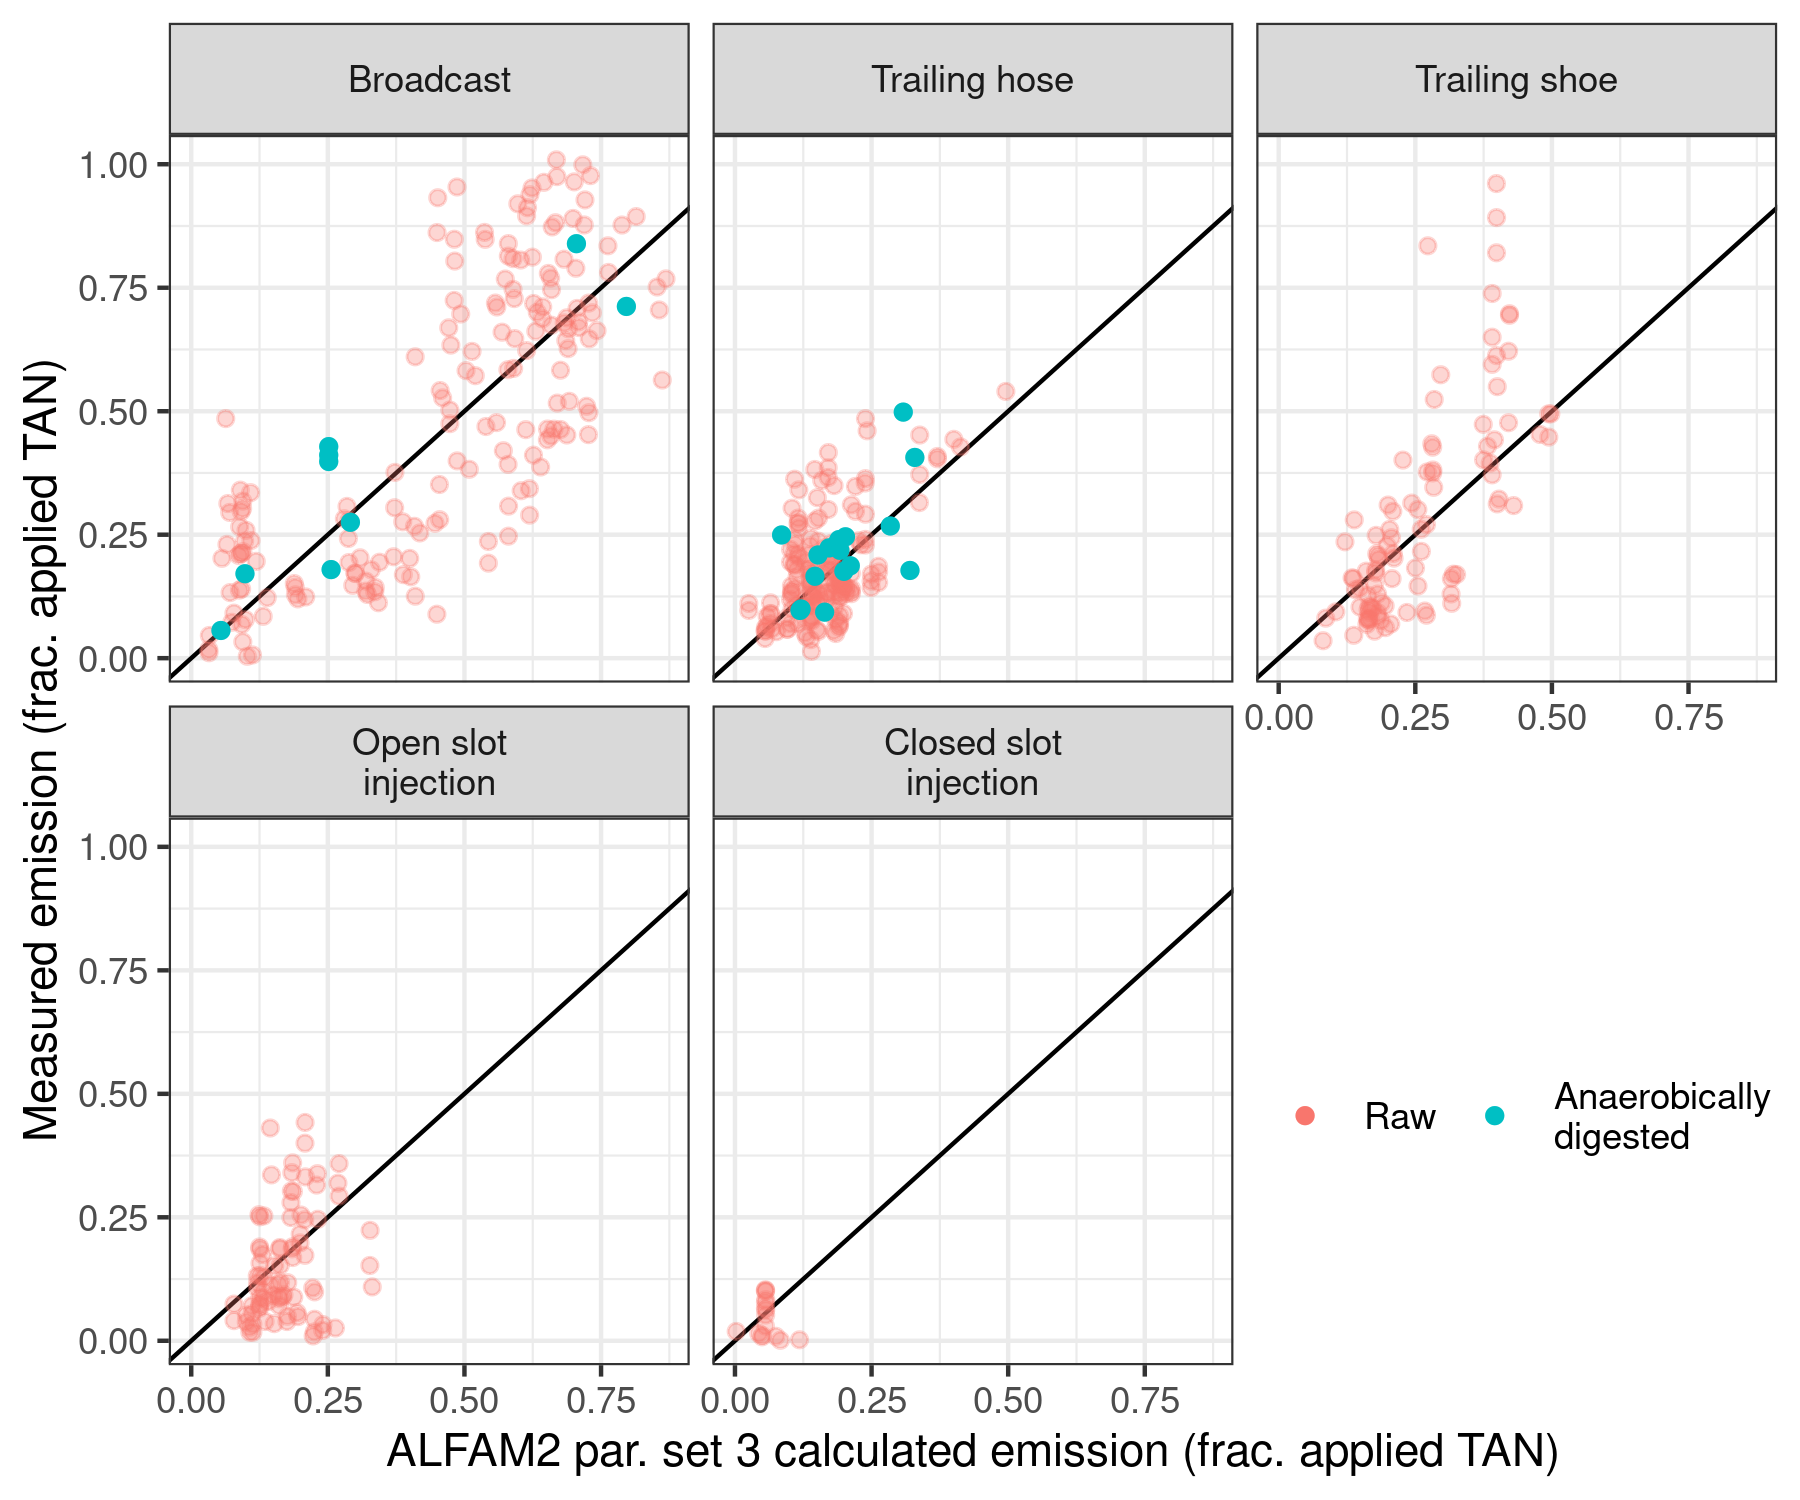 Broadcast
Trailing hose
Trailing shoe
1.00
0.75
0.50
0.25
0.00
0.00 0.25 0.50 0.75
Open slot
injection
Closed slot
injection
1.00
0.75
0.50
0.25
0.00
0.00 0.25 0.50 0.75
0.00 0.25 0.50 0.75
Measured emission (frac. applied TAN)
ALFAM2 par. set 3 calculated emission (frac. applied TAN)
Raw
Anaerobically
digested